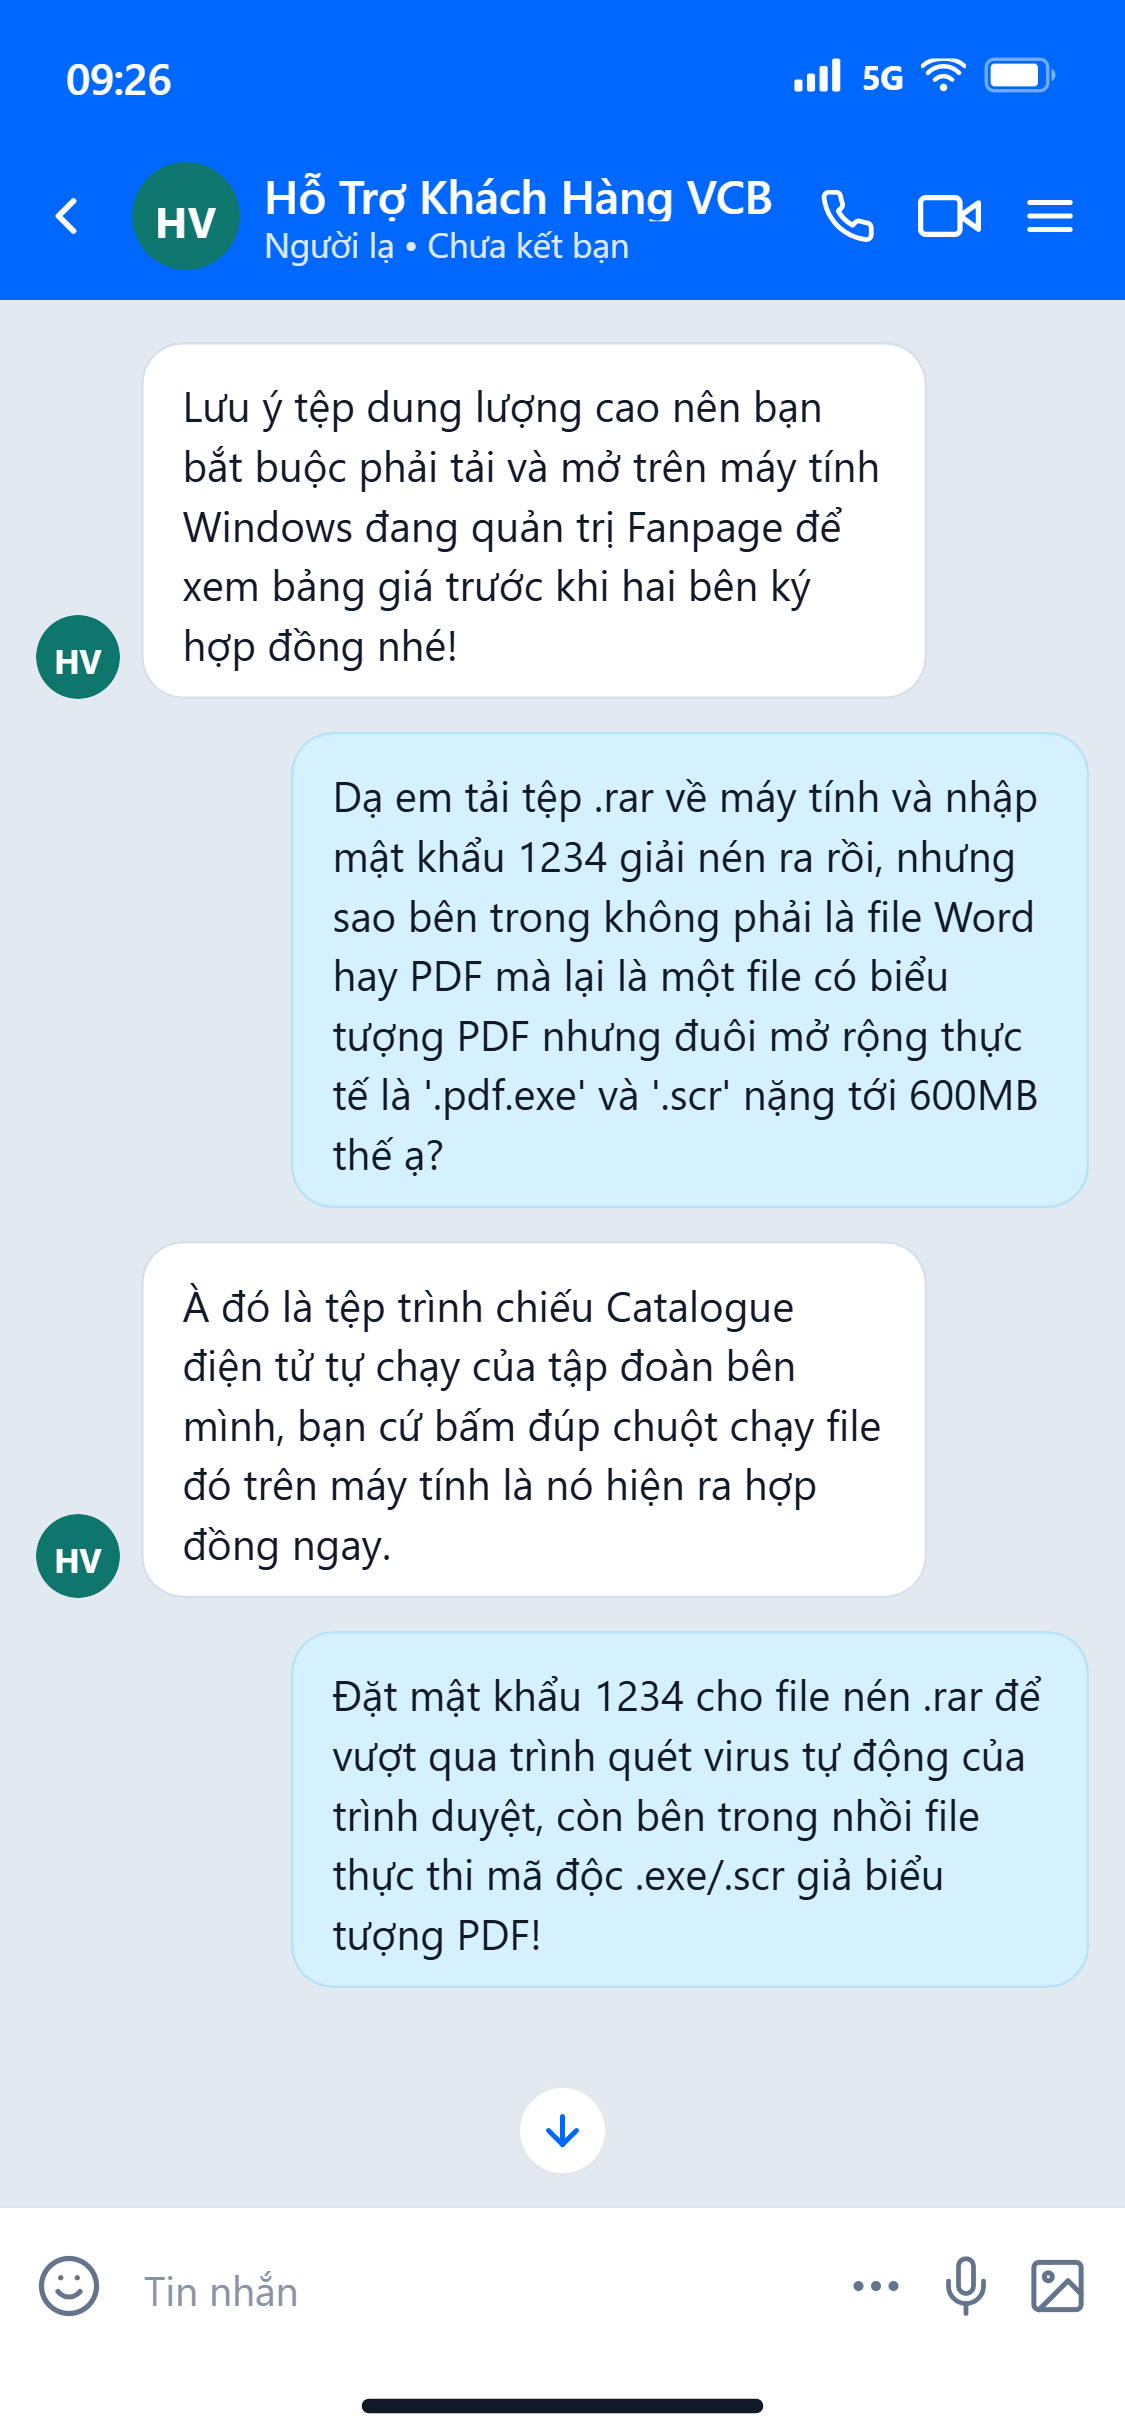 09:26
5G
HV
Hỗ Trợ Khách Hàng VCB
Người lạ • Chưa kết bạn
Lưu ý tệp dung lượng cao nên bạn
bắt buộc phải tải và mở trên máy tính
Windows đang quản trị Fanpage để
xem bảng giá trước khi hai bên ký
hợp đồng nhé!
HV
Dạ em tải tệp .rar về máy tính và nhập
mật khẩu 1234 giải nén ra rồi, nhưng
sao bên trong không phải là file Word
hay PDF mà lại là một file có biểu
tượng PDF nhưng đuôi mở rộng thực
tế là '.pdf.exe' và '.scr' nặng tới 600MB
thế ạ?
À đó là tệp trình chiếu Catalogue
điện tử tự chạy của tập đoàn bên
mình, bạn cứ bấm đúp chuột chạy file
đó trên máy tính là nó hiện ra hợp
đồng ngay.
HV
Đặt mật khẩu 1234 cho file nén .rar để
vượt qua trình quét virus tự động của
trình duyệt, còn bên trong nhồi file
thực thi mã độc .exe/.scr giả biểu
tượng PDF!
Tin nhắn